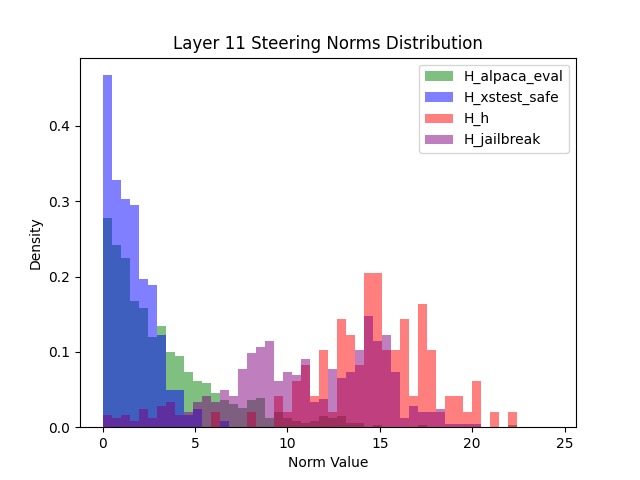 Layer 11 Steering Norms Distribution
H_alpaca_eval
H_xstest_safe
H_h
H_jailbreak
Density
0.4
0.3
0.2
0.1
0.0
0 5 10 15 20 25
Norm Value